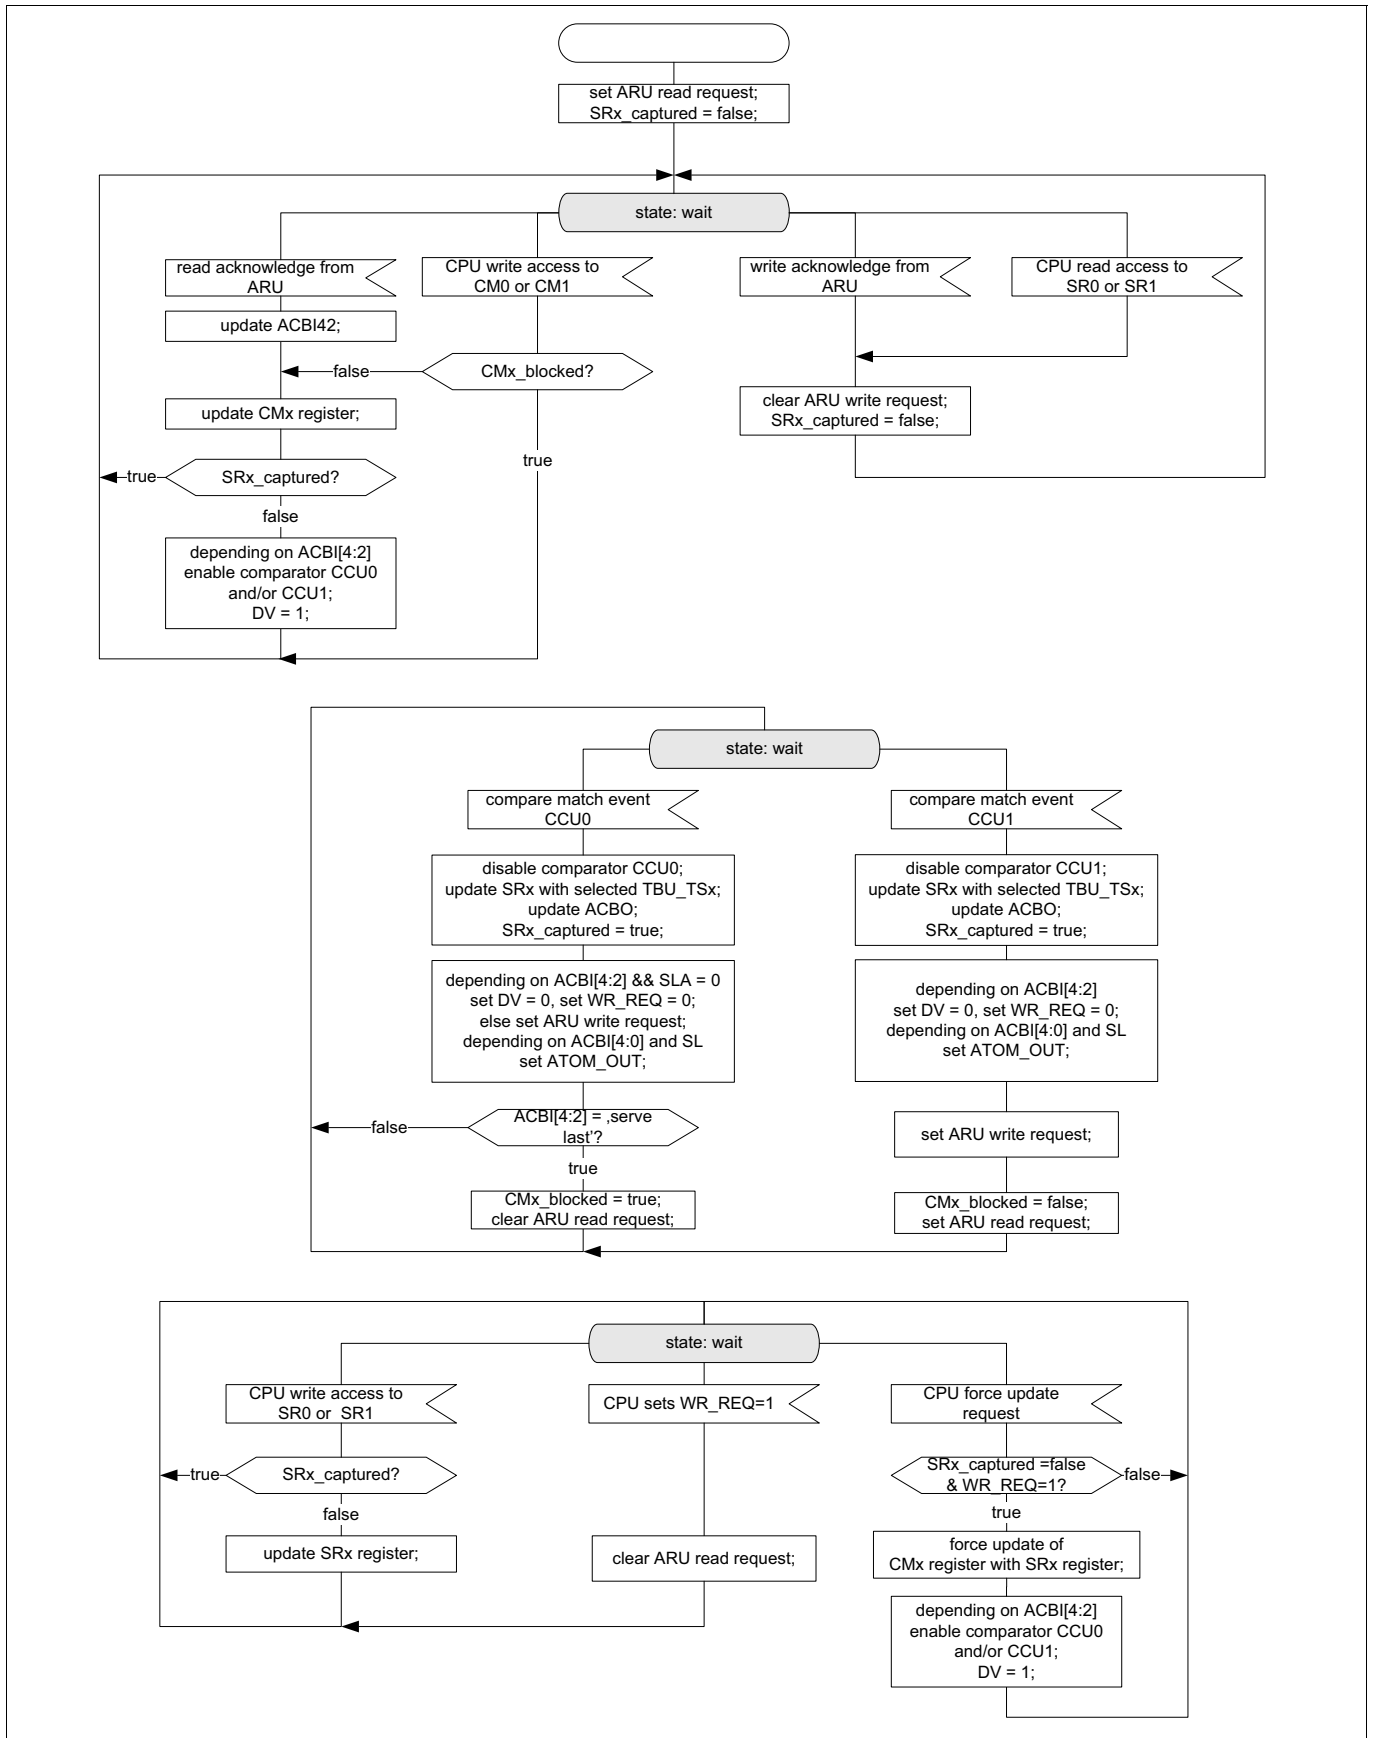 set ARU read request;
SRx_captured = false;
state: wait
read acknowledge from
ARU
CPU write access to
CM0 or CM1
write acknowledge from
ARU
CPU read access to
SR0 or SR1
update ACBI42;
false
CMx_blocked?
update CMx register;
clear ARU write request;
SRx_captured = false;
true
true
SRx_captured?
false
depending on ACBI[4:2]
enable comparator CCU0
and/or CCU1;
DV = 1;
state: wait
compare match event
CCU0
compare match event
CCU1
disable comparator CCU0;
update SRx with selected TBU_TSx;
update ACBO;
SRx_captured = true;
disable comparator CCU1;
update SRx with selected TBU_TSx;
update ACBO;
SRx_captured = true;
depending on ACBI[4:2] && SLA = 0
set DV = 0, set WR_REQ = 0;
else set ARU write request;
depending on ACBI[4:0] and SL
set ATOM_OUT;
depending on ACBI[4:2]
set DV = 0, set WR_REQ = 0;
depending on ACBI[4:0] and SL
set ATOM_OUT;
false
ACBI[4:2] = ‚serve
last’?
set ARU write request;
true
CMx_blocked = true;
clear ARU read request;
CMx_blocked = false;
set ARU read request;
state: wait
CPU write access to
SR0 or SR1
CPU sets WR_REQ=1
CPU force update
request
true
SRx_captured?
SRx_captured =false
& WR_REQ=1?
false
false
true
update SRx register;
clear ARU read request;
force update of
CMx register with SRx register;
depending on ACBI[4:2]
enable comparator CCU0
and/or CCU1;
DV = 1;